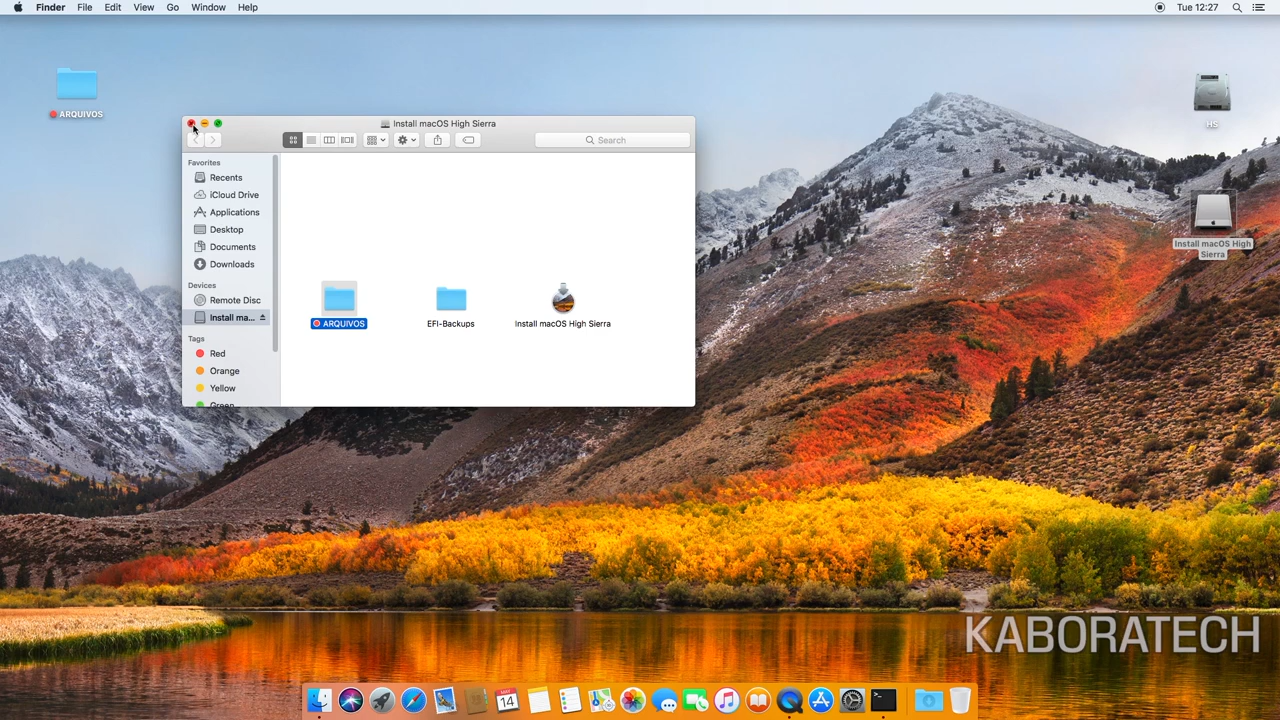 Finder File Edit View Go Window Help
Tue 12:27
ARQUIVOS
Install macOS High Sierra
Search
Favorites
Recents
iCloud Drive
Applications
Desktop
Documents
Downloads
Devices
Remote Disc
Install ma...
Tags
Red
Orange
Yellow
Green
ARQUIVOS
EFI-Backups
Install macOS High Sierra
HS
Install macOS High
Sierra
KABORATECH
14